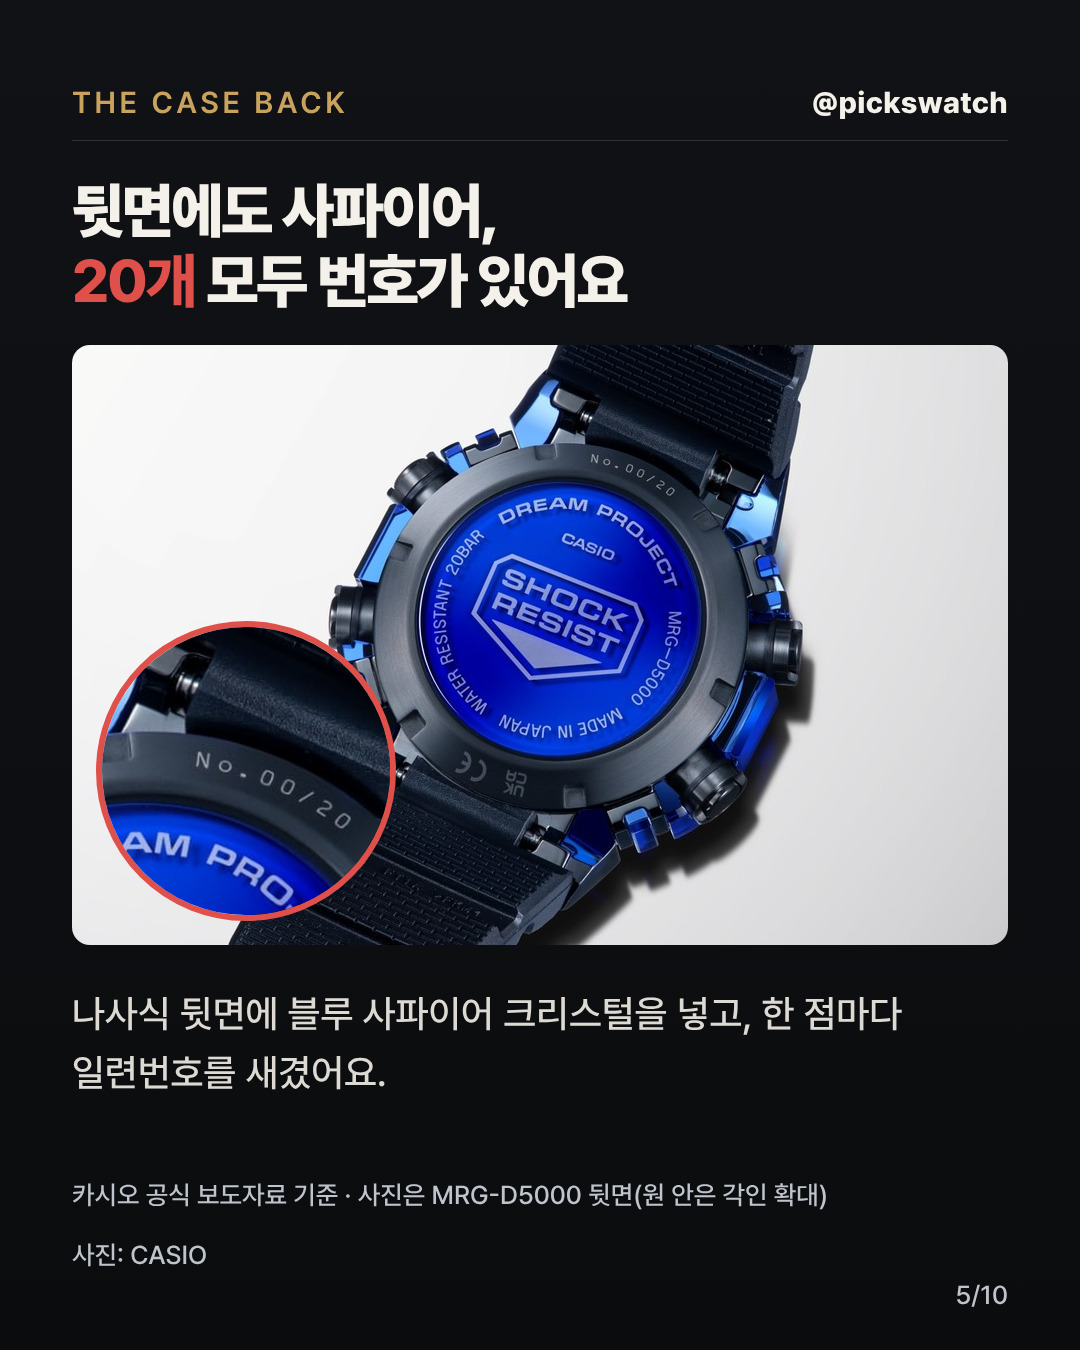 THE CASE BACK
@pickswatch
뒷면에도 사파이어,
20개 모두 번호가 있어요
No.00/20
DREAM PROJECT
CASIO
SHOCK
RESIST
WATER RESISTANT 20BAR
MRG-D5000
MADE IN JAPAN
CE
UK
CA
No.00/20
AM PRO
나사식 뒷면에 블루 사파이어 크리스털을 넣고, 한 점마다
일련번호를 새겼어요.
카시오 공식 보도자료 기준 · 사진은 MRG-D5000 뒷면(원 안은 각인 확대)
사진: CASIO
5/10